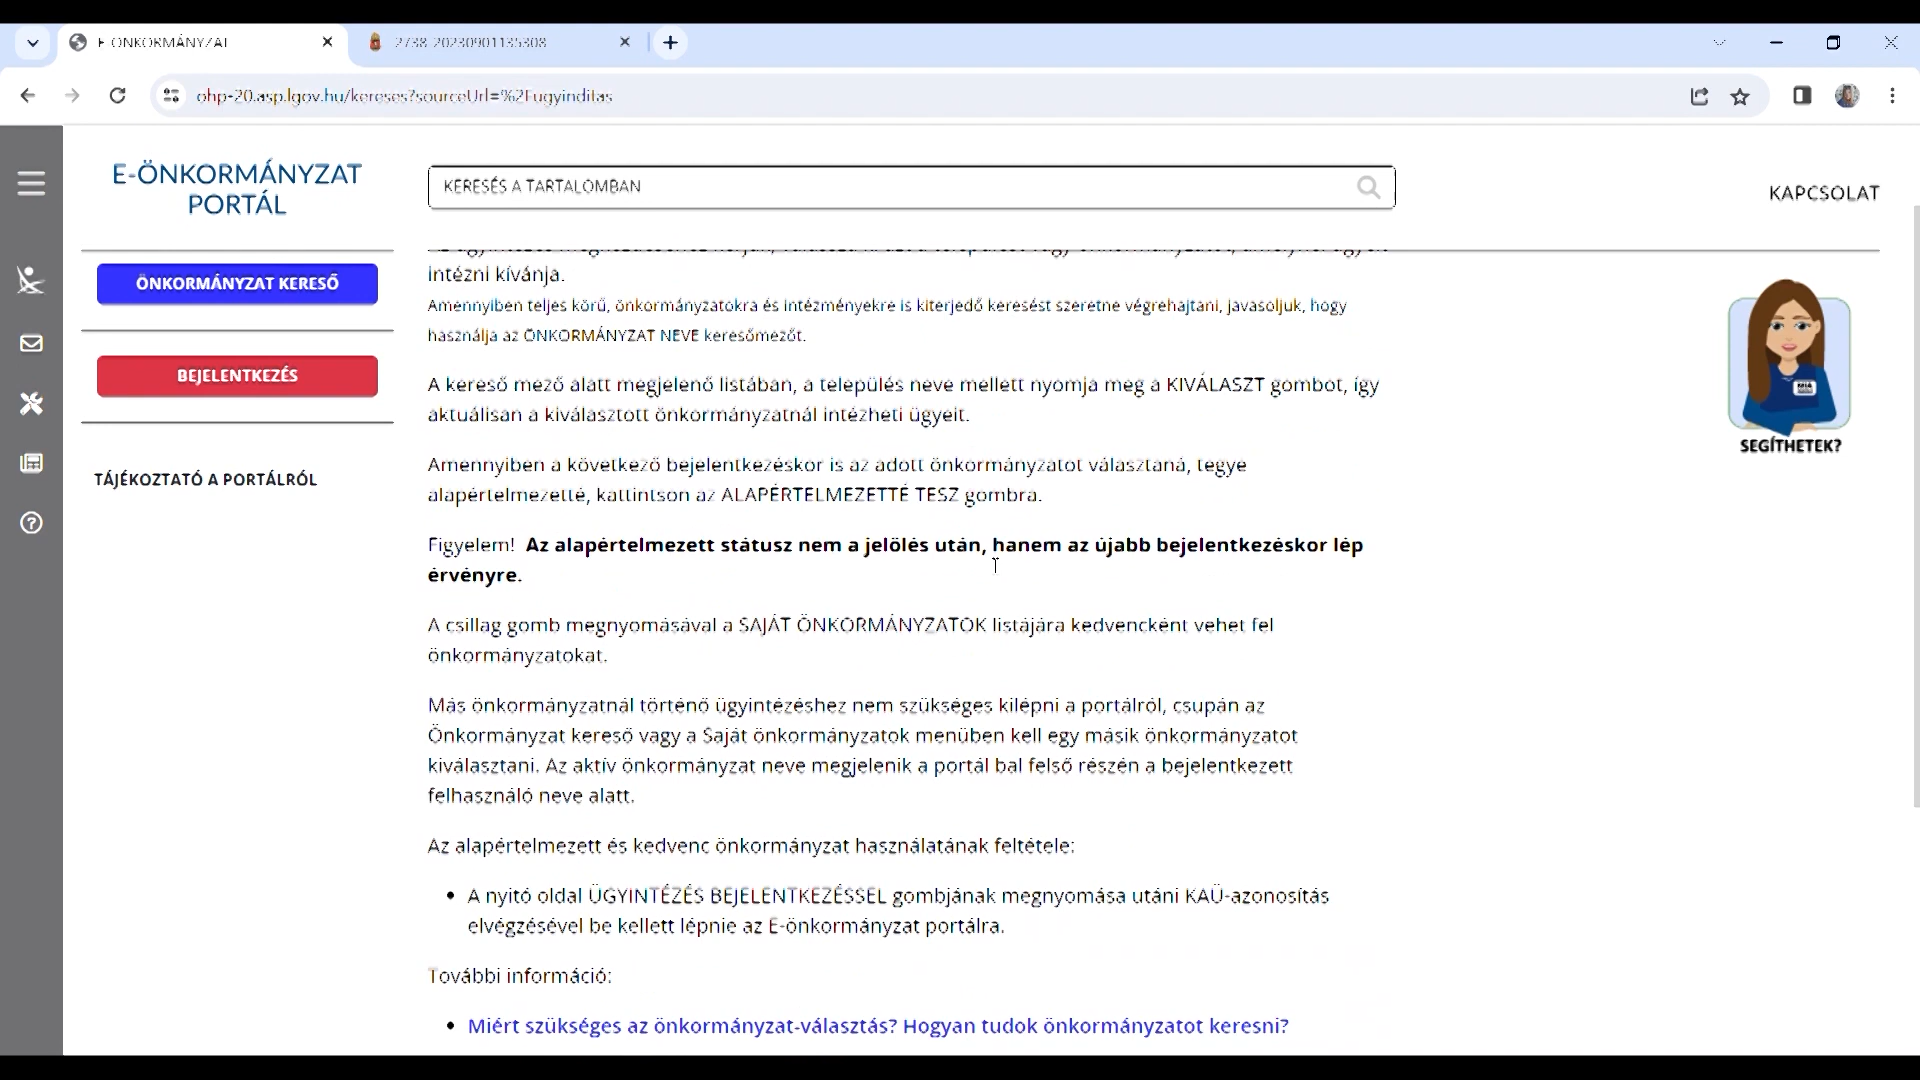 E-ÖNKORMÁNYZAT
2738-20230901135308
ohp-20.asp.lgov.hu/kereses?sourceUrl=%2Fugyinditas
E-ÖNKORMÁNYZAT
PORTÁL
KERESÉS A TARTALOMBAN
KAPCSOLAT
ÖNKORMÁNYZAT KERESŐ
BEJELENTKEZÉS
TÁJÉKOZTATÓ A PORTÁLRÓL
intézni kívánja.
Amennyiben teljes körű, önkormányzatokra és intézményekre is kiterjedő keresést szeretne végrehajtani, javasoljuk, hogy
használja az ÖNKORMÁNYZAT NEVE keresőmezőt.
A kereső mező alatt megjelenő listában, a település neve mellett nyomja meg a KIVÁLASZT gombot, így
aktuálisan a kiválasztott önkormányzatnál intézheti ügyeit.
Amennyiben a következő bejelentkezéskor is az adott önkormányzatot választaná, tegye
alapértelmezetté, kattintson az ALAPÉRTELMEZETTÉ TESZ gombra.
Figyelem! Az alapértelmezett státusz nem a jelölés után, hanem az újabb bejelentkezéskor lép
érvényre.
A csillag gomb megnyomásával a SAJÁT ÖNKORMÁNYZATOK listájára kedvencként vehet fel
önkormányzatokat.
Más önkormányzatnál történő ügyintézéshez nem szükséges kilépni a portálról, csupán az
Önkormányzat kereső vagy a Saját önkormányzatok menüben kell egy másik önkormányzatot
kiválasztani. Az aktív önkormányzat neve megjelenik a portál bal felső részén a bejelentkezett
felhasználó neve alatt.
Az alapértelmezett és kedvenc önkormányzat használatának feltétele:
• A nyitó oldal ÜGYINTÉZÉS BEJELENTKEZÉSSEL gombjának megnyomása utáni KAÜ-azonosítás
elvégzésével be kellett lépnie az E-önkormányzat portálra.
További információ:
• Miért szükséges az önkormányzat-választás? Hogyan tudok önkormányzatot keresni?
MIA
SEGÍTHETEK?